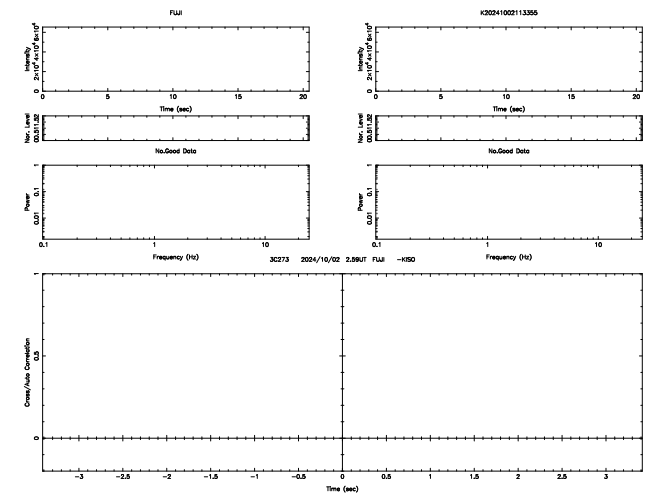 FUJI
K20241002113355
Intensity
2×10⁴ 4×10⁴ 6×10⁴
0 5 10 15 20
Time (sec)
Intensity
2×10⁴ 4×10⁴ 6×10⁴
0 5 10 15 20
Time (sec)
Nor. Level
00.511.52
Nor. Level
00.511.52
No.Good Data
No.Good Data
Power
1
0.1
0.01
0.1 1 10
Frequency (Hz)
Power
1
0.1
0.01
0.1 1 10
Frequency (Hz)
3C273 2024/10/02 2.59UT FUJI -KISO
Cross/Auto Correlation
1
0.5
0
-3 -2.5 -2 -1.5 -1 -0.5 0 0.5 1 1.5 2 2.5 3
Time (sec)